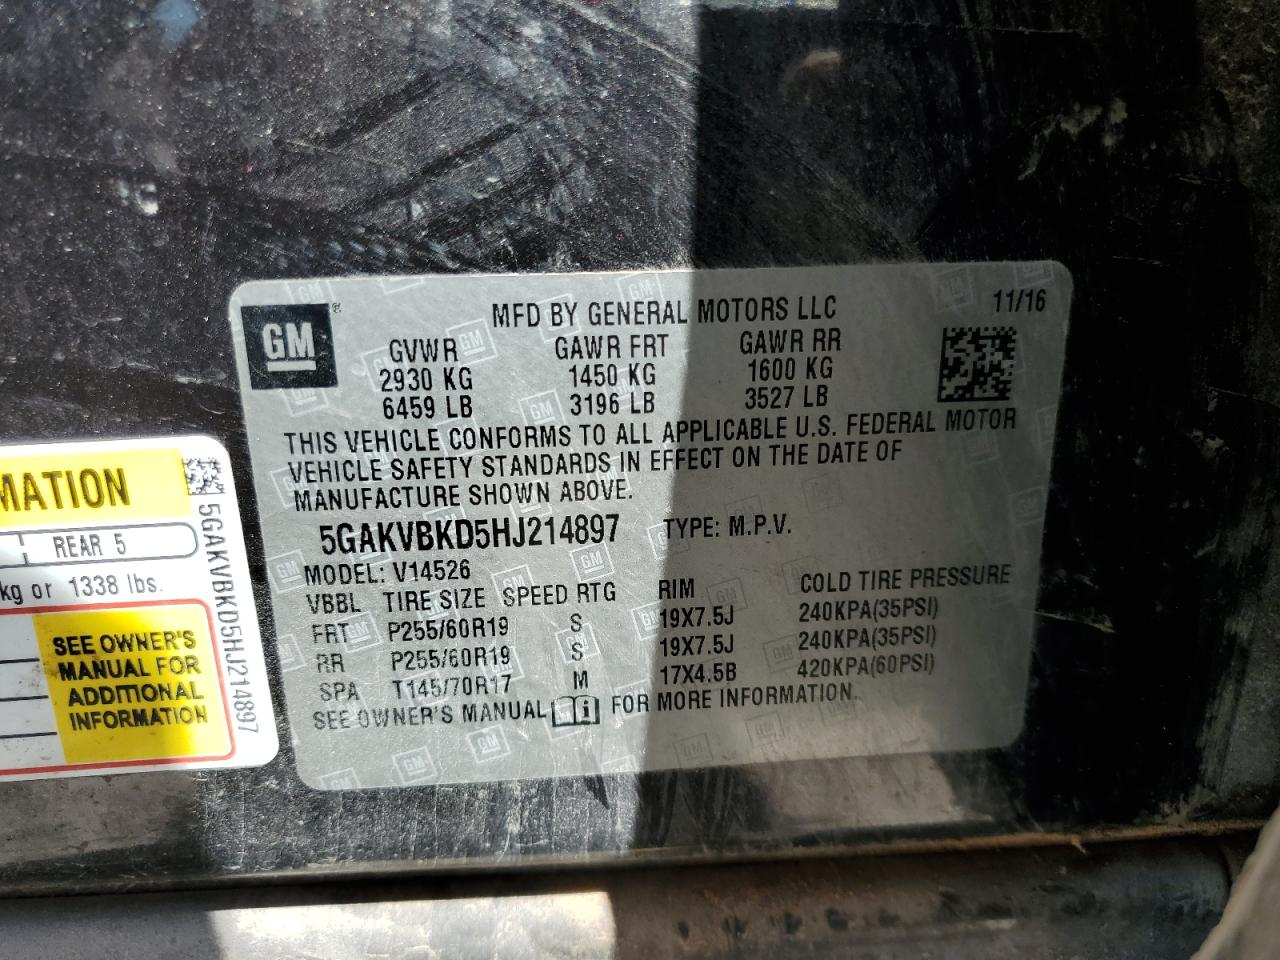 GM
®
MFD BY GENERAL MOTORS LLC
11/16
GVWR GAWR FRT GAWR RR
2930 KG 1450 KG 1600 KG
6459 LB 3196 LB 3527 LB
THIS VEHICLE CONFORMS TO ALL APPLICABLE U.S. FEDERAL MOTOR
VEHICLE SAFETY STANDARDS IN EFFECT ON THE DATE OF
MANUFACTURE SHOWN ABOVE.
5GAKVBKD5HJ214897 TYPE: M.P.V.
MODEL: V14526
VBBL TIRE SIZE SPEED RTG RIM COLD TIRE PRESSURE
FRT P255/60R19 S 19X7.5J 240KPA(35PSI)
RR P255/60R19 S 19X7.5J 240KPA(35PSI)
SPA T145/70R17 M 17X4.5B 420KPA(60PSI)
SEE OWNER'S MANUAL i FOR MORE INFORMATION.
MATION
REAR 5
kg or 1338 lbs.
SEE OWNER'S
MANUAL FOR
ADDITIONAL
INFORMATION
5GAKVBKD5HJ214897